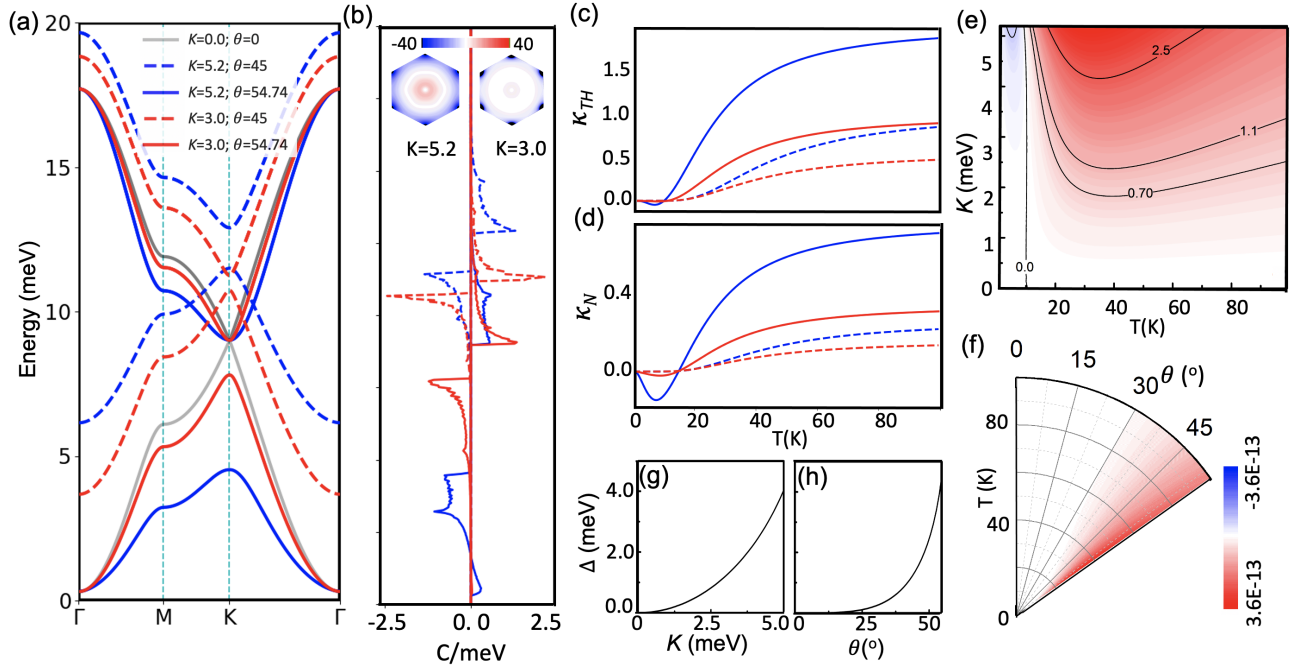 (a)
20
15
10
5
0
Energy (meV)
Γ
M
K
Γ
K=0.0; θ=0
K=5.2; θ=45
K=5.2; θ=54.74
K=3.0; θ=45
K=3.0; θ=54.74
(b)
-40
40
K=5.2
K=3.0
-2.5
0.0
2.5
C/meV
(c)
κTH
1.5
1.0
0.5
0.0
(d)
κN
0.4
0.0
0
20
40
60
80
T(K)
(e)
K (meV)
5
4
3
2
1
0
2.5
1.1
0.70
0.0
0
20
40
60
80
T(K)
(f)
0
15
30
θ (°)
45
80
40
0
T (K)
-3.6E-13
3.6E-13
(g)
Δ (meV)
4.0
2.0
0.0
0
2.5
5.0
K (meV)
(h)
0
25
50
θ(°)